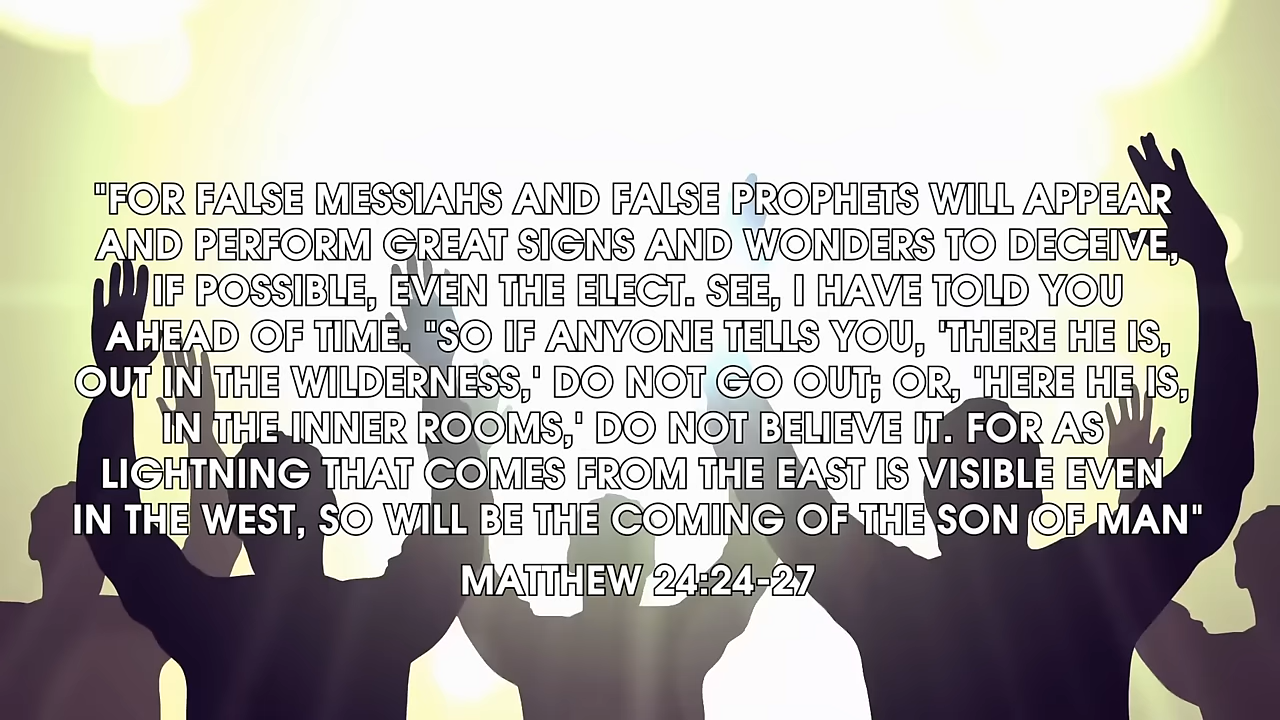 "FOR FALSE MESSIAHS AND FALSE PROPHETS WILL APPEAR
AND PERFORM GREAT SIGNS AND WONDERS TO DECEIVE,
IF POSSIBLE, EVEN THE ELECT. SEE, I HAVE TOLD YOU
AHEAD OF TIME. "SO IF ANYONE TELLS YOU, 'THERE HE IS,
OUT IN THE WILDERNESS,' DO NOT GO OUT; OR, 'HERE HE IS,
IN THE INNER ROOMS,' DO NOT BELIEVE IT. FOR AS
LIGHTNING THAT COMES FROM THE EAST IS VISIBLE EVEN
IN THE WEST, SO WILL BE THE COMING OF THE SON OF MAN"
MATTHEW 24:24-27